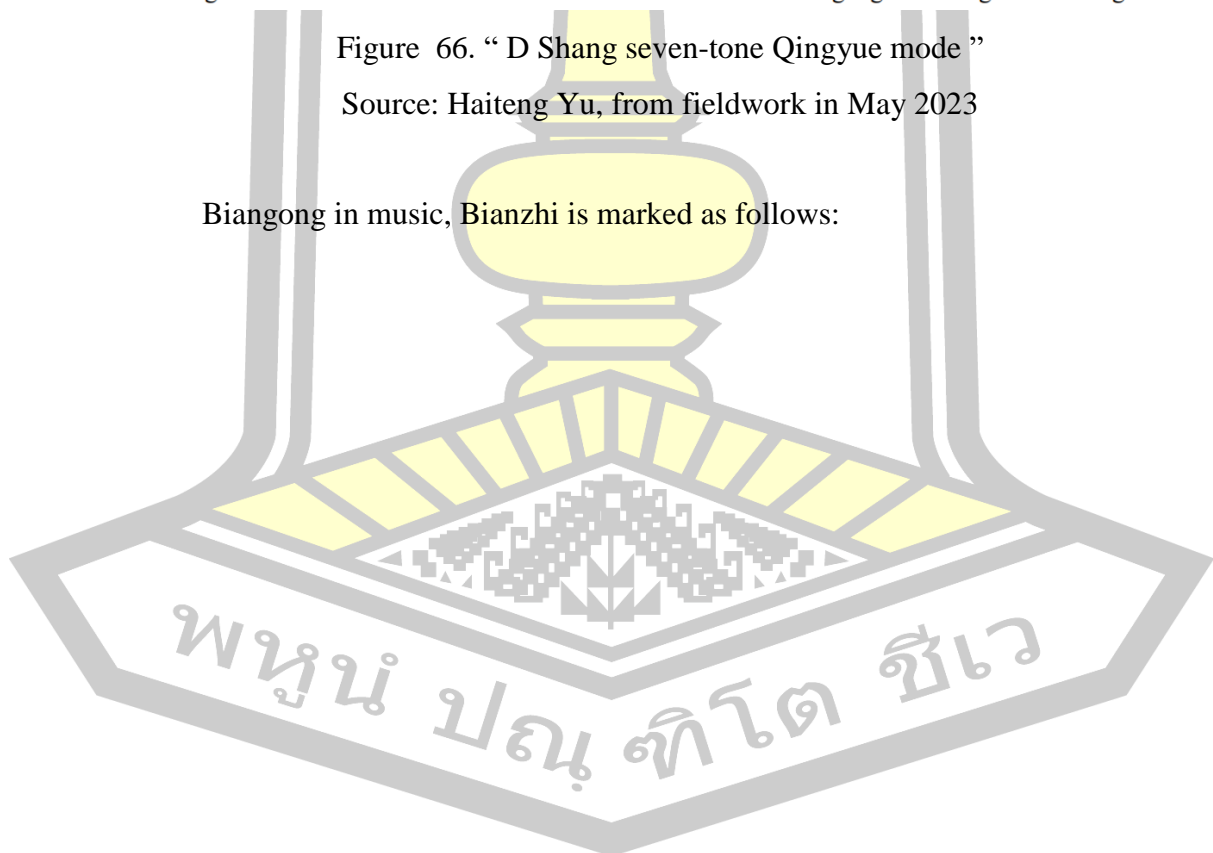 Figure 66. “ D Shang seven-tone Qingyue mode ”
Source: Haiteng Yu, from fieldwork in May 2023
Biangong in music, Bianzhi is marked as follows:
พหูนํ ปณฺฑิโต ชีเว